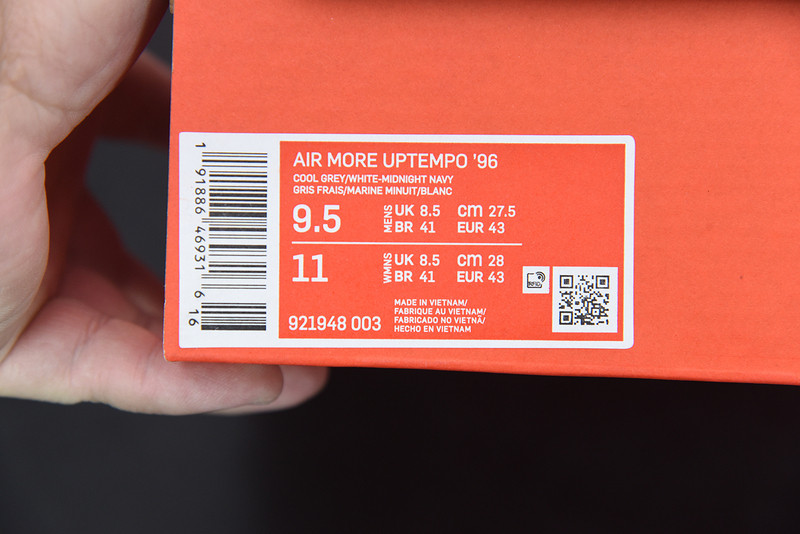 AIR MORE UPTEMPO '96
COOL GREY/WHITE-MIDNIGHT NAVY
GRIS FRAIS/MARINE MINUIT/BLANC
9.5 MENS UK 8.5 cm 27.5
BR 41 EUR 43
11 WMNS UK 8.5 cm 28
BR 41 EUR 43
921948 003
MADE IN VIETNAM/
FABRIQUE AU VIETNAM/
FABRICADO NO VIETNÃ/
HECHO EN VIETNAM
1 91886 46931 6 16